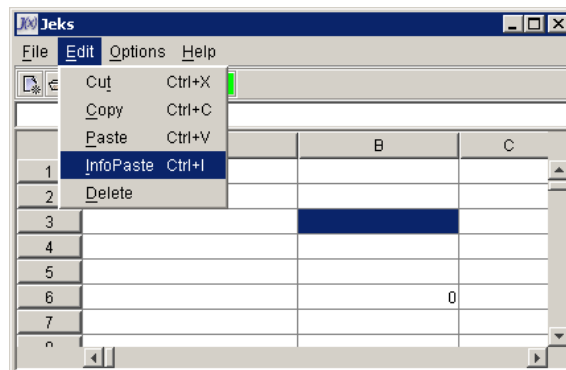 J(x) Jeks
File Edit Options Help
Cut Ctrl+X
Copy Ctrl+C
Paste Ctrl+V
InfoPaste Ctrl+I
Delete
B C
1
2
3
4
5
6 0
7